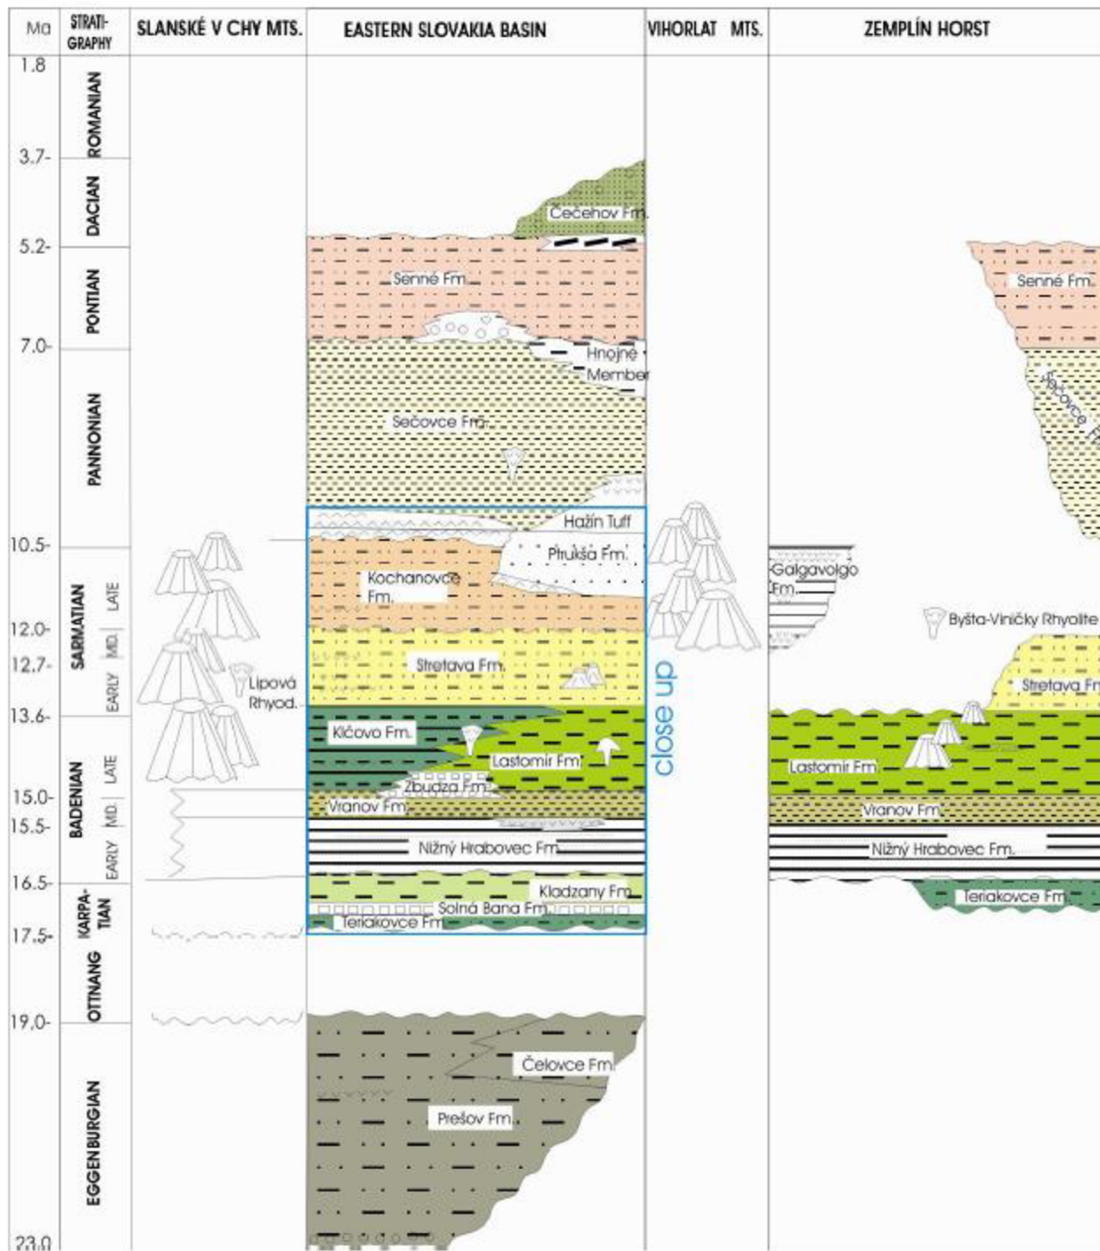 Ma
STRATI-
GRAPHY
SLANSKÉ V CHY MTS.
EASTERN SLOVAKIA BASIN
VIHORLAT MTS.
ZEMPLÍN HORST
1.8
ROMANIAN
3.7-
DACIAN
Čečehov Fm.
5.2-
PONTIAN
Senné Fm.
Senné Fm.
7.0-
Hnojné
Member
PANNONIAN
Sečovce Fm.
Hažín Tuff
10.5-
Ptrukša Fm.
Galgavolgo
Fm.
Kochanovce
Fm.
SARMATIAN
LATE
Byšta-Viničky Rhyolite
12.0-
MD.
12.7-
Stretava Fm.
EARLY
Lipová
Rhyod.
close up
Stretava Fm
13.6-
Klčovo Fm.
Lastomír Fm
Lastomír Fm
BADENIAN
LATE
Zbudza Fm.
15.0-
Vranov Fm.
Vranov Fm.
MD.
15.5-
Nižný Hrabovec Fm.
Nižný Hrabovec Fm.
EARLY
16.5-
Kladzany Fm
KARPA-
TIAN
Solná Bana Fm.
Teriakovce Fm.
Teriakovce Fm.
17.5-
OTTNANG
19.0-
Čelovce Fm.
Prešov Fm.
EGGENBURGIAN
23.0